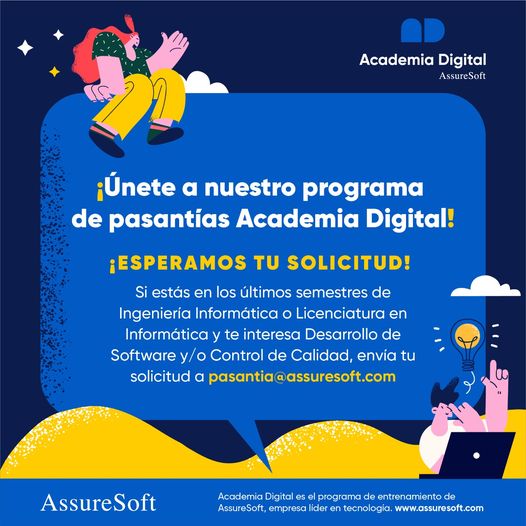 Academia Digital
AssureSoft
¡Únete a nuestro programa
de pasantías Academia Digital!
¡ESPERAMOS TU SOLICITUD!
Si estás en los últimos semestres de
Ingeniería Informática o Licenciatura en
Informática y te interesa Desarrollo de
Software y/o Control de Calidad, envía tu
solicitud a pasantia@assuresoft.com
AssureSoft
Academia Digital es el programa de entrenamiento de
AssureSoft, empresa líder en tecnología. www.assuresoft.com